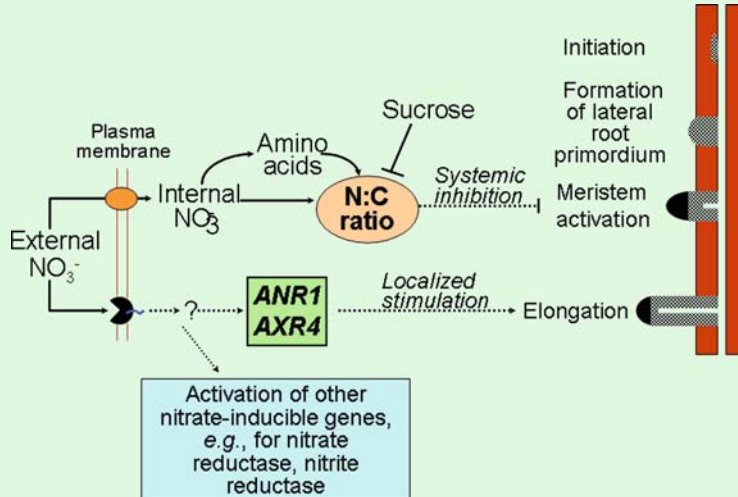 Initiation
Formation
of lateral
root
primordium
Sucrose
Plasma
membrane
Amino
acids
Systemic
inhibition
Meristem
activation
Internal
NO3-
N:C
ratio
External
NO3-
Localized
stimulation
?
ANR1
AXR4
Elongation
Activation of other
nitrate-inducible genes,
e.g., for nitrate
reductase, nitrite
reductase